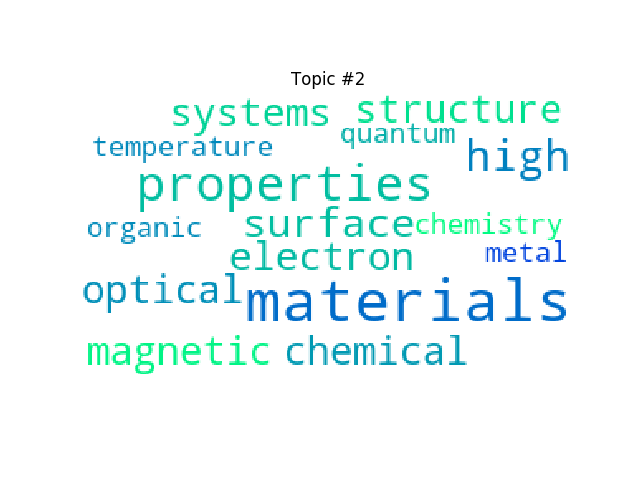 Topic #2
systems structure
quantum
temperature high
properties
organic surface chemistry
electron metal
optical materials
magnetic chemical